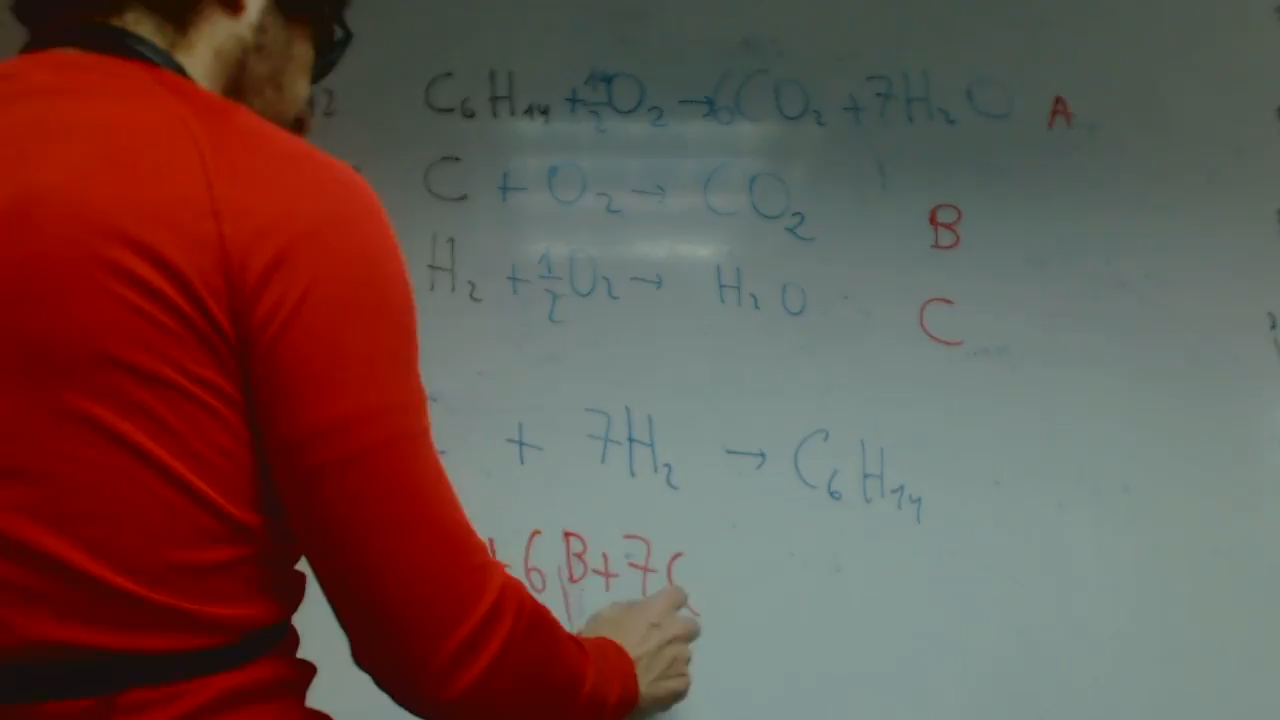 C₆H₁₄ + 19/2 O₂ → 6CO₂ + 7H₂O A
C + O₂ → CO₂
B
H₂ + 1/2 O₂ → H₂O
C
+ 7H₂ → C₆H₁₄
+ 6B + 7C